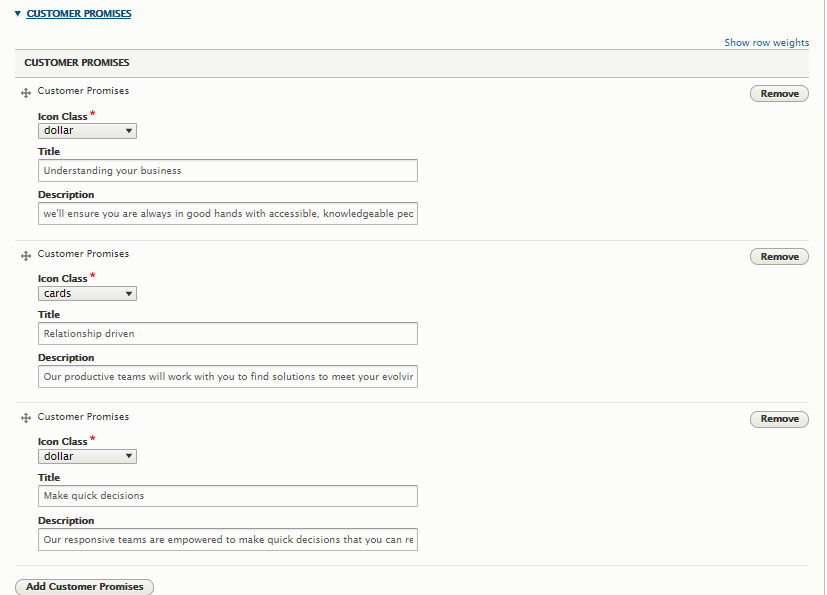 CUSTOMER PROMISES
Show row weights
CUSTOMER PROMISES
Customer Promises
Remove
Icon Class *
dollar
Title
Understanding your business
Description
we'll ensure you are always in good hands with accessible, knowledgeable
Customer Promises
Remove
Icon Class *
cards
Title
Relationship driven
Description
Our productive teams will work with you to find solutions to meet your
Customer Promises
Remove
Icon Class *
dollar
Title
Make quick decisions
Description
Our responsive teams are empowered to make quick decisions that you can
Add Customer Promises